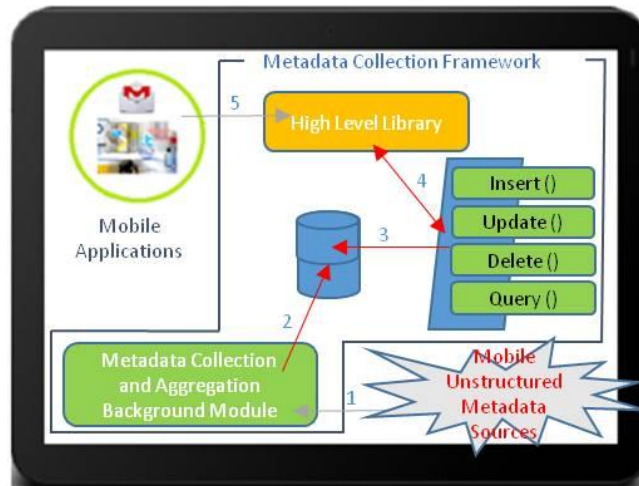 Metadata Collection Framework
5
High Level Library
4
Insert ()
Update ()
Delete ()
Query ()
Mobile
Applications
3
2
Metadata Collection
and Aggregation
Background Module
1
Mobile
Unstructured
Metadata
Sources